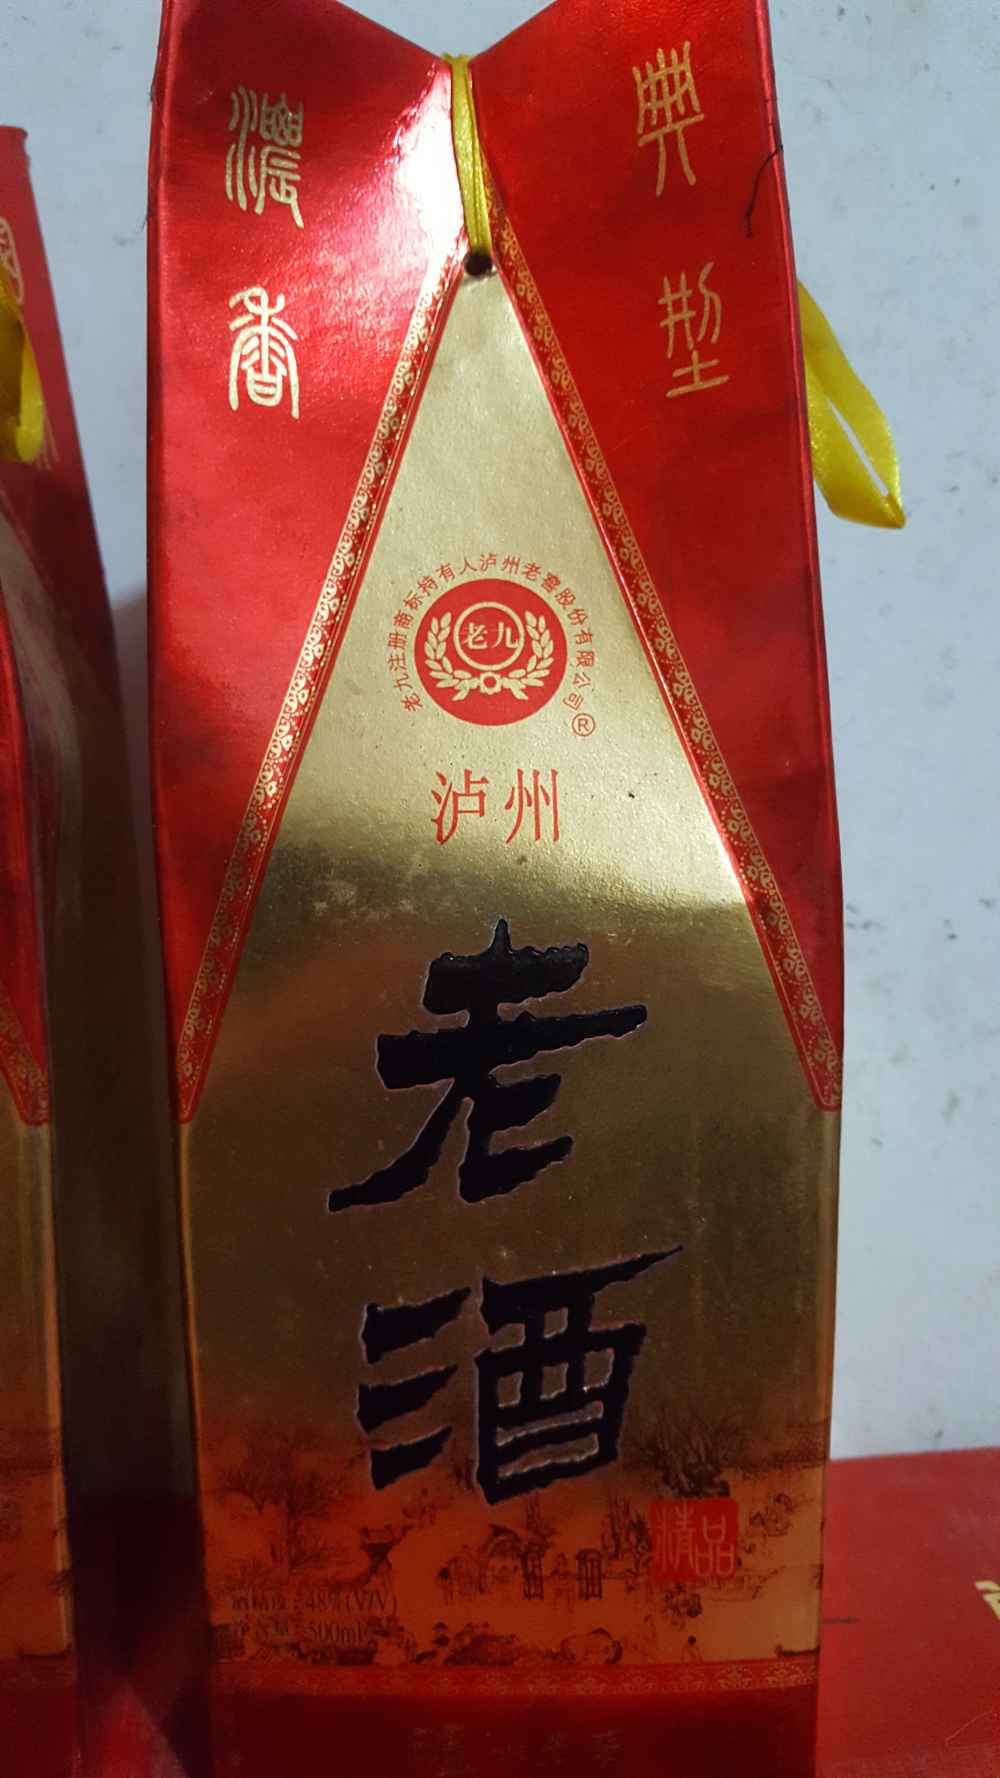 浓香
典型
老九注册商标持有人泸州老窖股份有限公司
老九
®
泸州
老酒
精品
酒精度:48%(V/V)
净含量:500ml